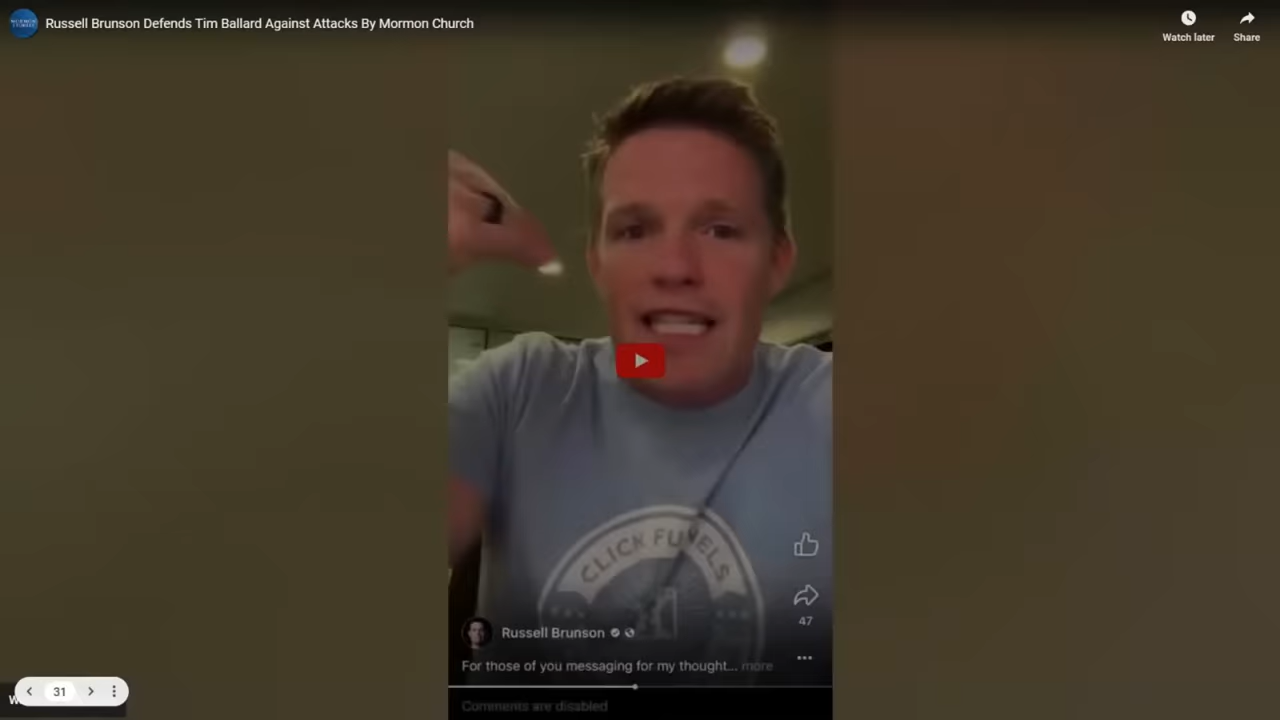 Russell Brunson Defends Tim Ballard Against Attacks By Mormon Church
Watch later
Share
CLICK FUNNELS
47
Russell Brunson
For those of you messaging for my thought... more
31
Comments are disabled